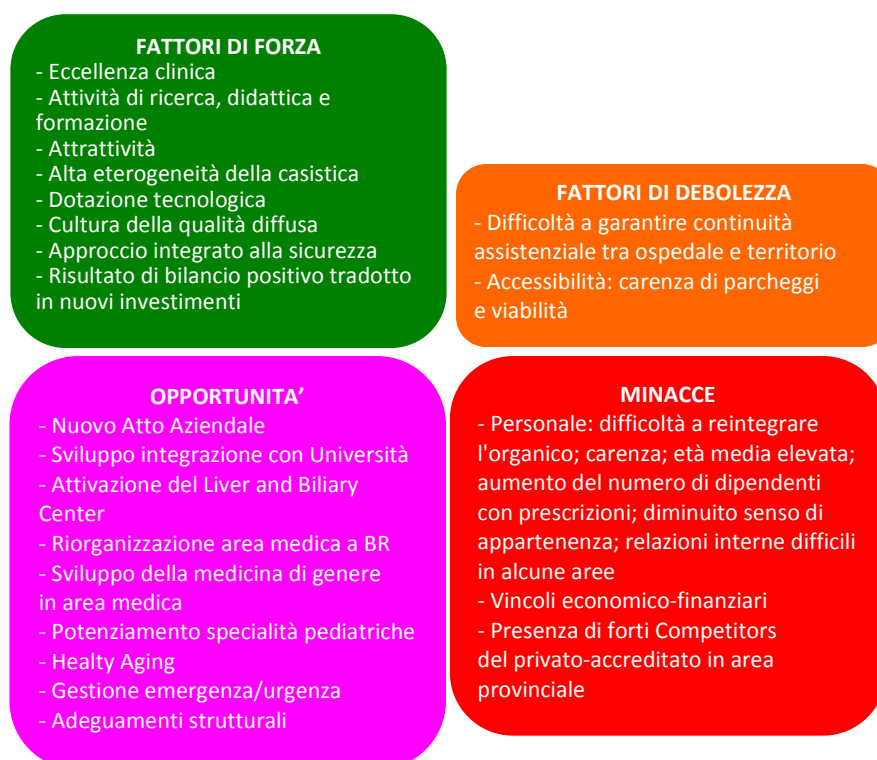 FATTORI DI FORZA
- Eccellenza clinica
- Attività di ricerca, didattica e
formazione
- Attrattività
- Alta eterogeneità della casistica
- Dotazione tecnologica
- Cultura della qualità diffusa
- Approccio integrato alla sicurezza
- Risultato di bilancio positivo tradotto
in nuovi investimenti
FATTORI DI DEBOLEZZA
- Difficoltà a garantire continuità
assistenziale tra ospedale e territorio
- Accessibilità: carenza di parcheggi
e viabilità
OPPORTUNITA’
- Nuovo Atto Aziendale
- Sviluppo integrazione con Università
- Attivazione del Liver and Biliary
Center
- Riorganizzazione area medica a BR
- Sviluppo della medicina di genere
in area medica
- Potenziamento specialità pediatriche
- Healty Aging
- Gestione emergenza/urgenza
- Adeguamenti strutturali
MINACCE
- Personale: difficoltà a reintegrare
l'organico; carenza; età media elevata;
aumento del numero di dipendenti
con prescrizioni; diminuito senso di
appartenenza; relazioni interne difficili
in alcune aree
- Vincoli economico-finanziari
- Presenza di forti Competitors
del privato-accreditato in area
provinciale